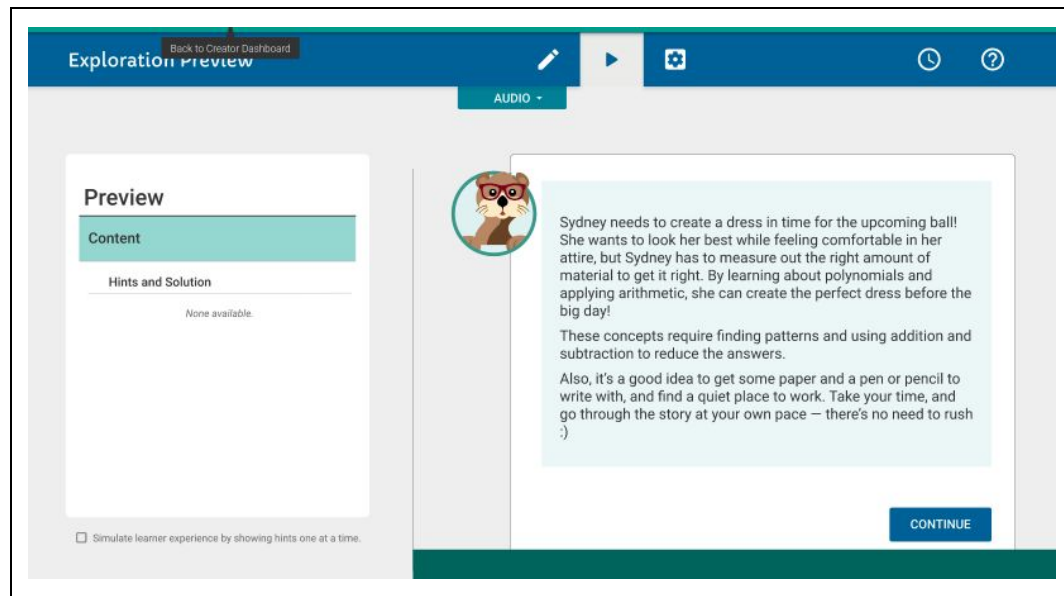 Back to Creator Dashboard
Exploration Preview
AUDIO
Preview
Content
Hints and Solution
None available.
Simulate learner experience by showing hints one at a time.
Sydney needs to create a dress in time for the upcoming ball!
She wants to look her best while feeling comfortable in her
attire, but Sydney has to measure out the right amount of
material to get it right. By learning about polynomials and
applying arithmetic, she can create the perfect dress before the
big day!
These concepts require finding patterns and using addition and
subtraction to reduce the answers.
Also, it's a good idea to get some paper and a pen or pencil to
write with, and find a quiet place to work. Take your time, and
go through the story at your own pace — there's no need to rush
:)
CONTINUE